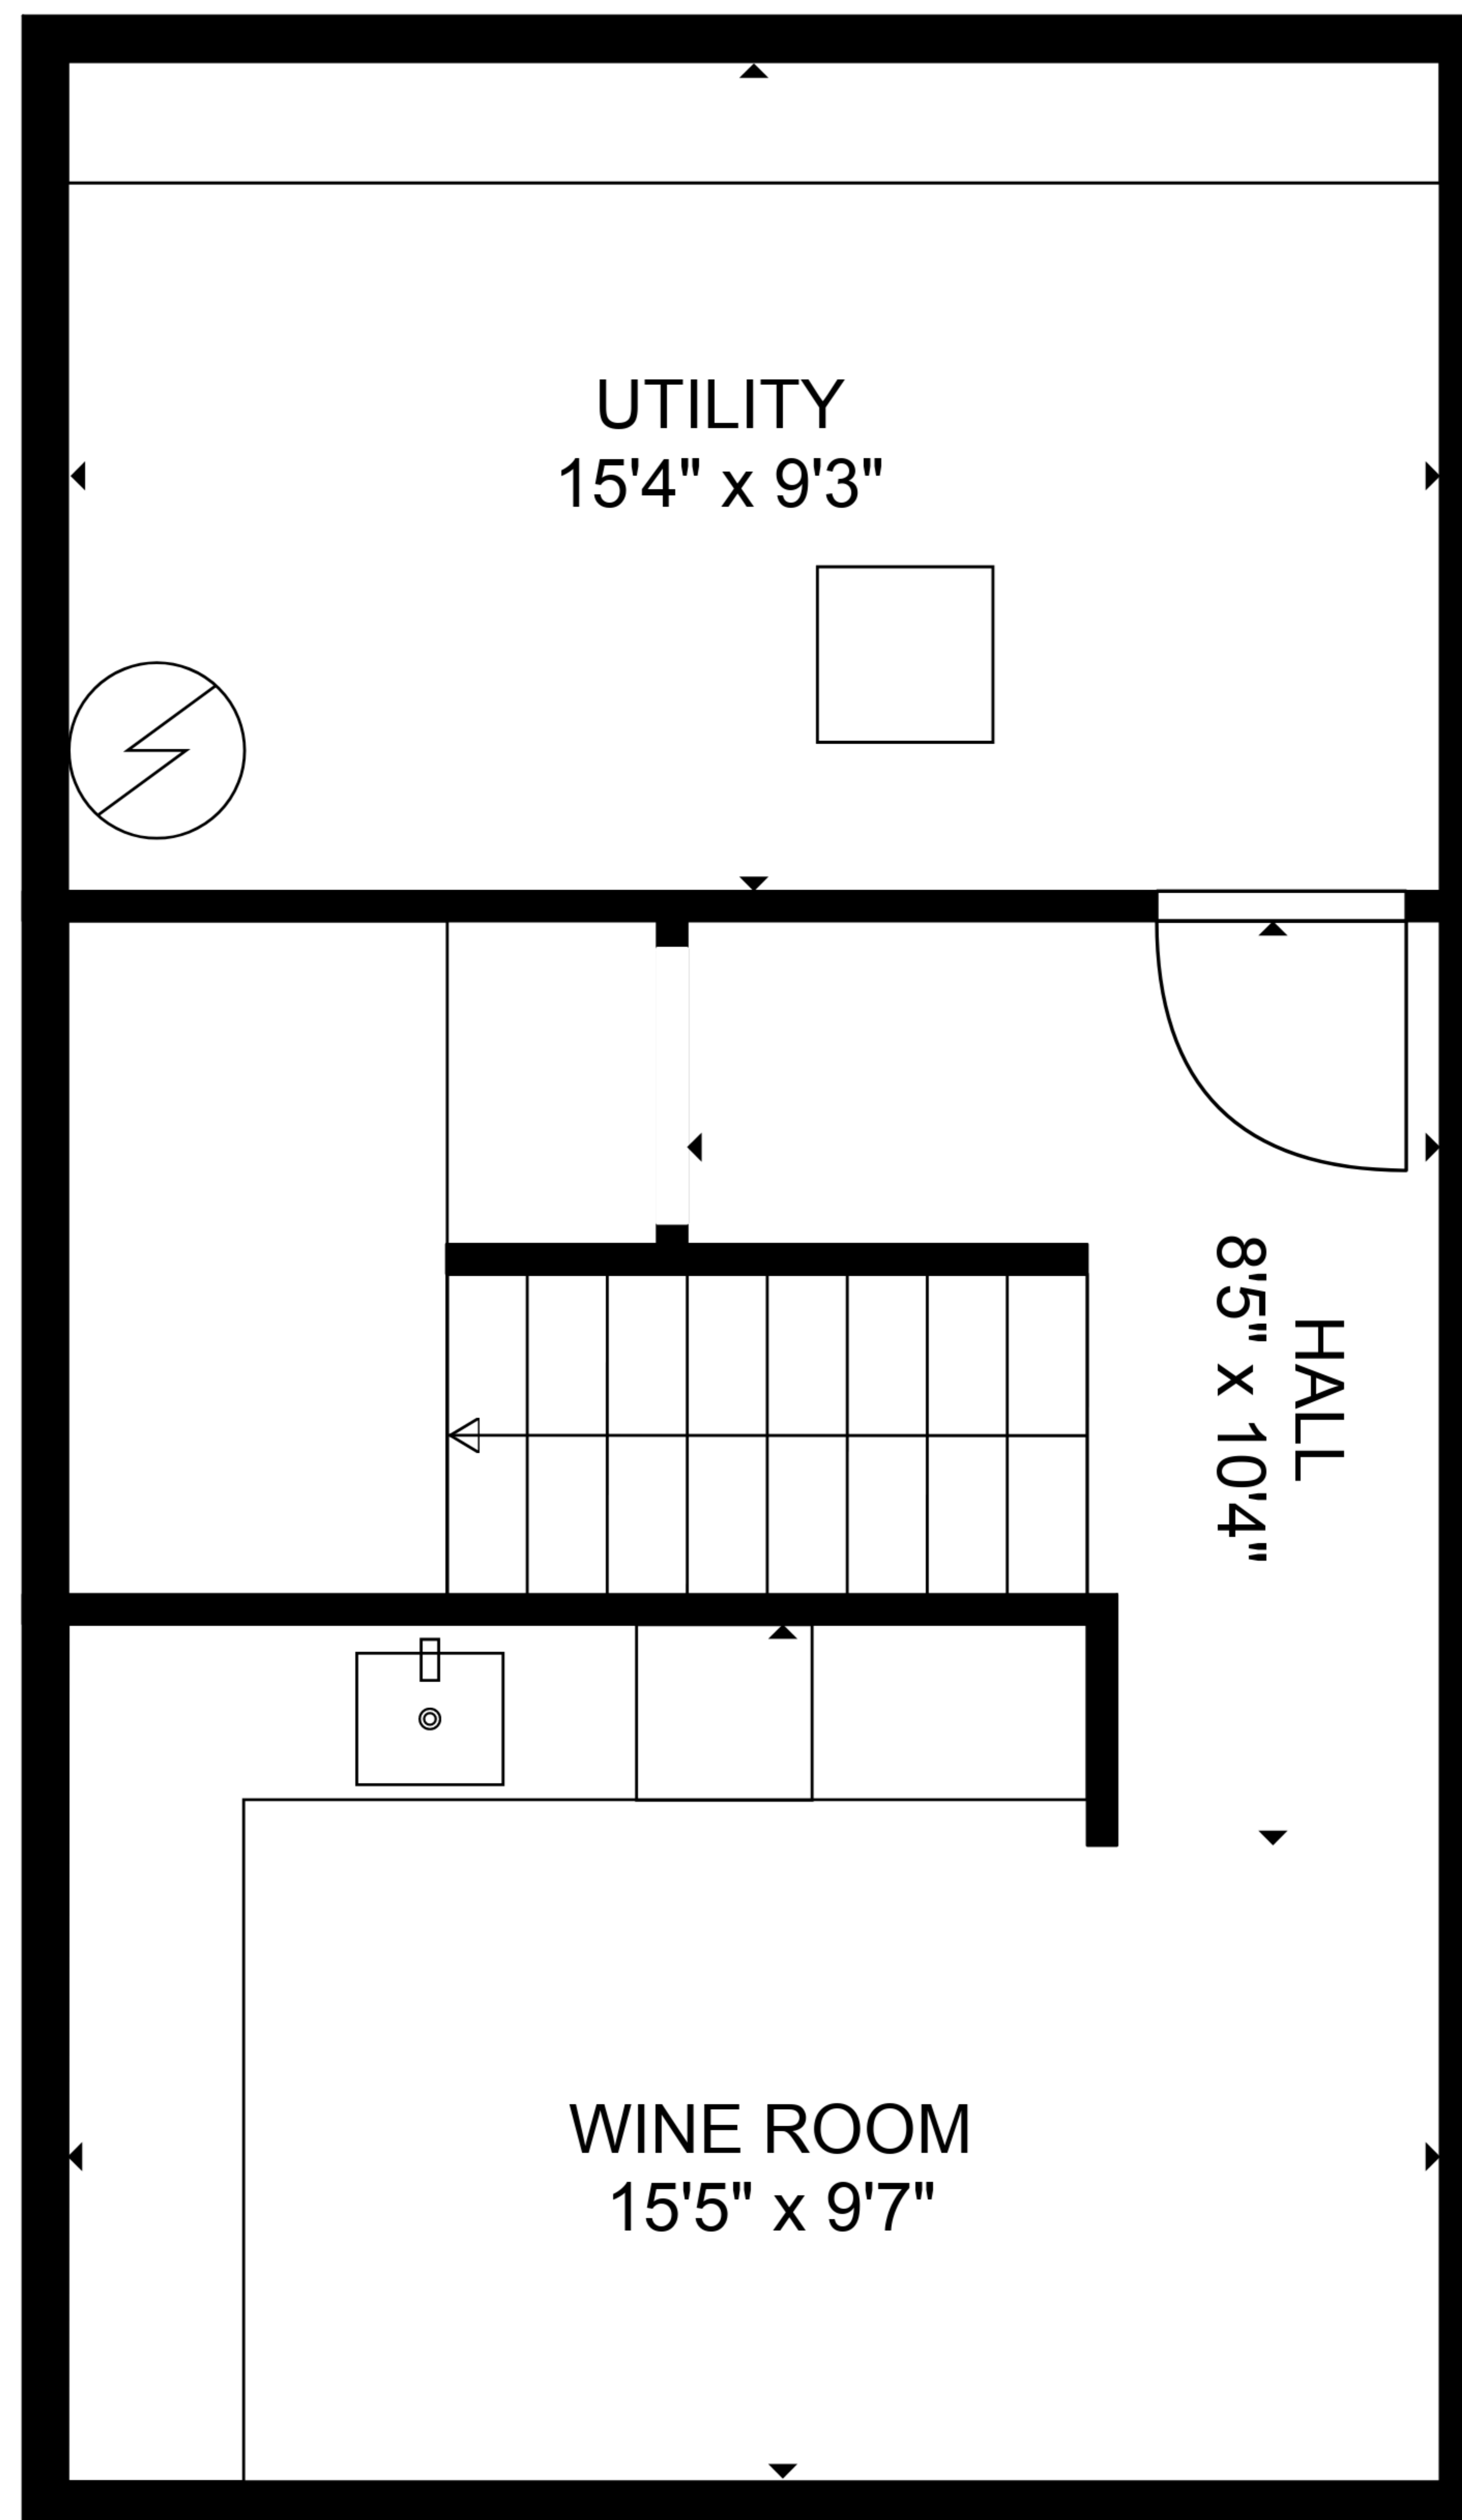 UTILITY
15'4" x 9'3"
HALL
8'5" x 10'4"
WINE ROOM
15'5" x 9'7"